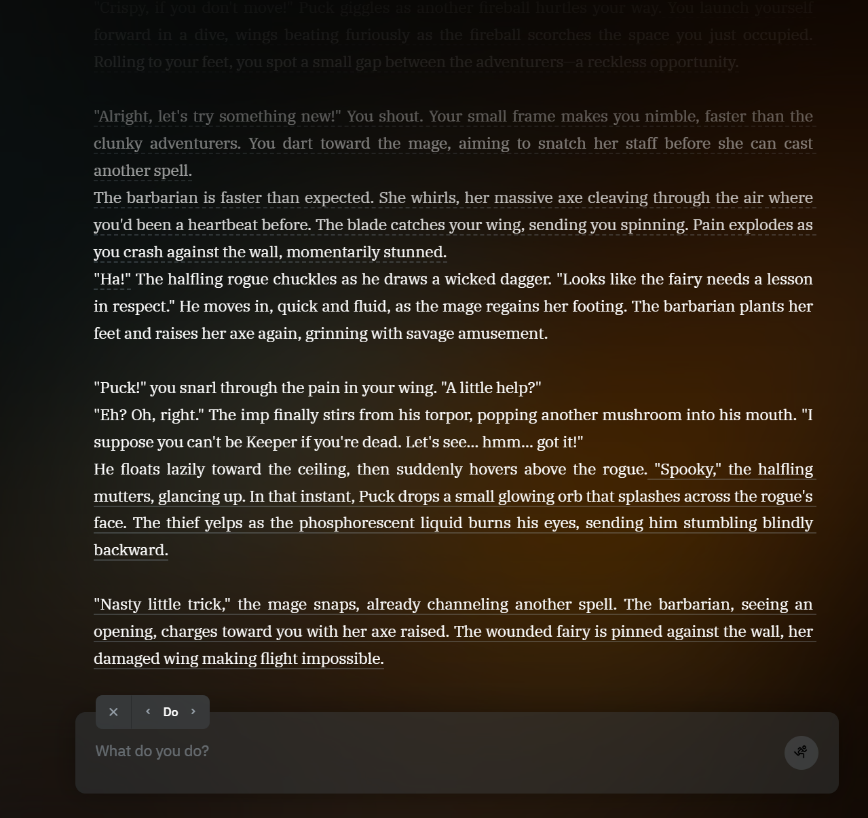 "Crispy, if you don't move!" Puck giggles as another fireball hurtles your way. You launch yourself
forward in a dive, wings beating furiously as the fireball scorches the space you just occupied.
Rolling to your feet, you spot a small gap between the adventurers—a reckless opportunity.
"Alright, let's try something new!" You shout. Your small frame makes you nimble, faster than the
clunky adventurers. You dart toward the mage, aiming to snatch her staff before she can cast
another spell.
The barbarian is faster than expected. She whirls, her massive axe cleaving through the air where
you'd been a heartbeat before. The blade catches your wing, sending you spinning. Pain explodes as
you crash against the wall, momentarily stunned.
"Ha!" The halfling rogue chuckles as he draws a wicked dagger. "Looks like the fairy needs a lesson
in respect." He moves in, quick and fluid, as the mage regains her footing. The barbarian plants her
feet and raises her axe again, grinning with savage amusement.
"Puck!" you snarl through the pain in your wing. "A little help?"
"Eh? Oh, right." The imp finally stirs from his torpor, popping another mushroom into his mouth. "I
suppose you can't be Keeper if you're dead. Let's see... hmm... got it!"
He floats lazily toward the ceiling, then suddenly hovers above the rogue. "Spooky," the halfling
mutters, glancing up. In that instant, Puck drops a small glowing orb that splashes across the rogue's
face. The thief yelps as the phosphorescent liquid burns his eyes, sending him stumbling blindly
backward.
"Nasty little trick," the mage snaps, already channeling another spell. The barbarian, seeing an
opening, charges toward you with her axe raised. The wounded fairy is pinned against the wall, her
damaged wing making flight impossible.
Do
What do you do?